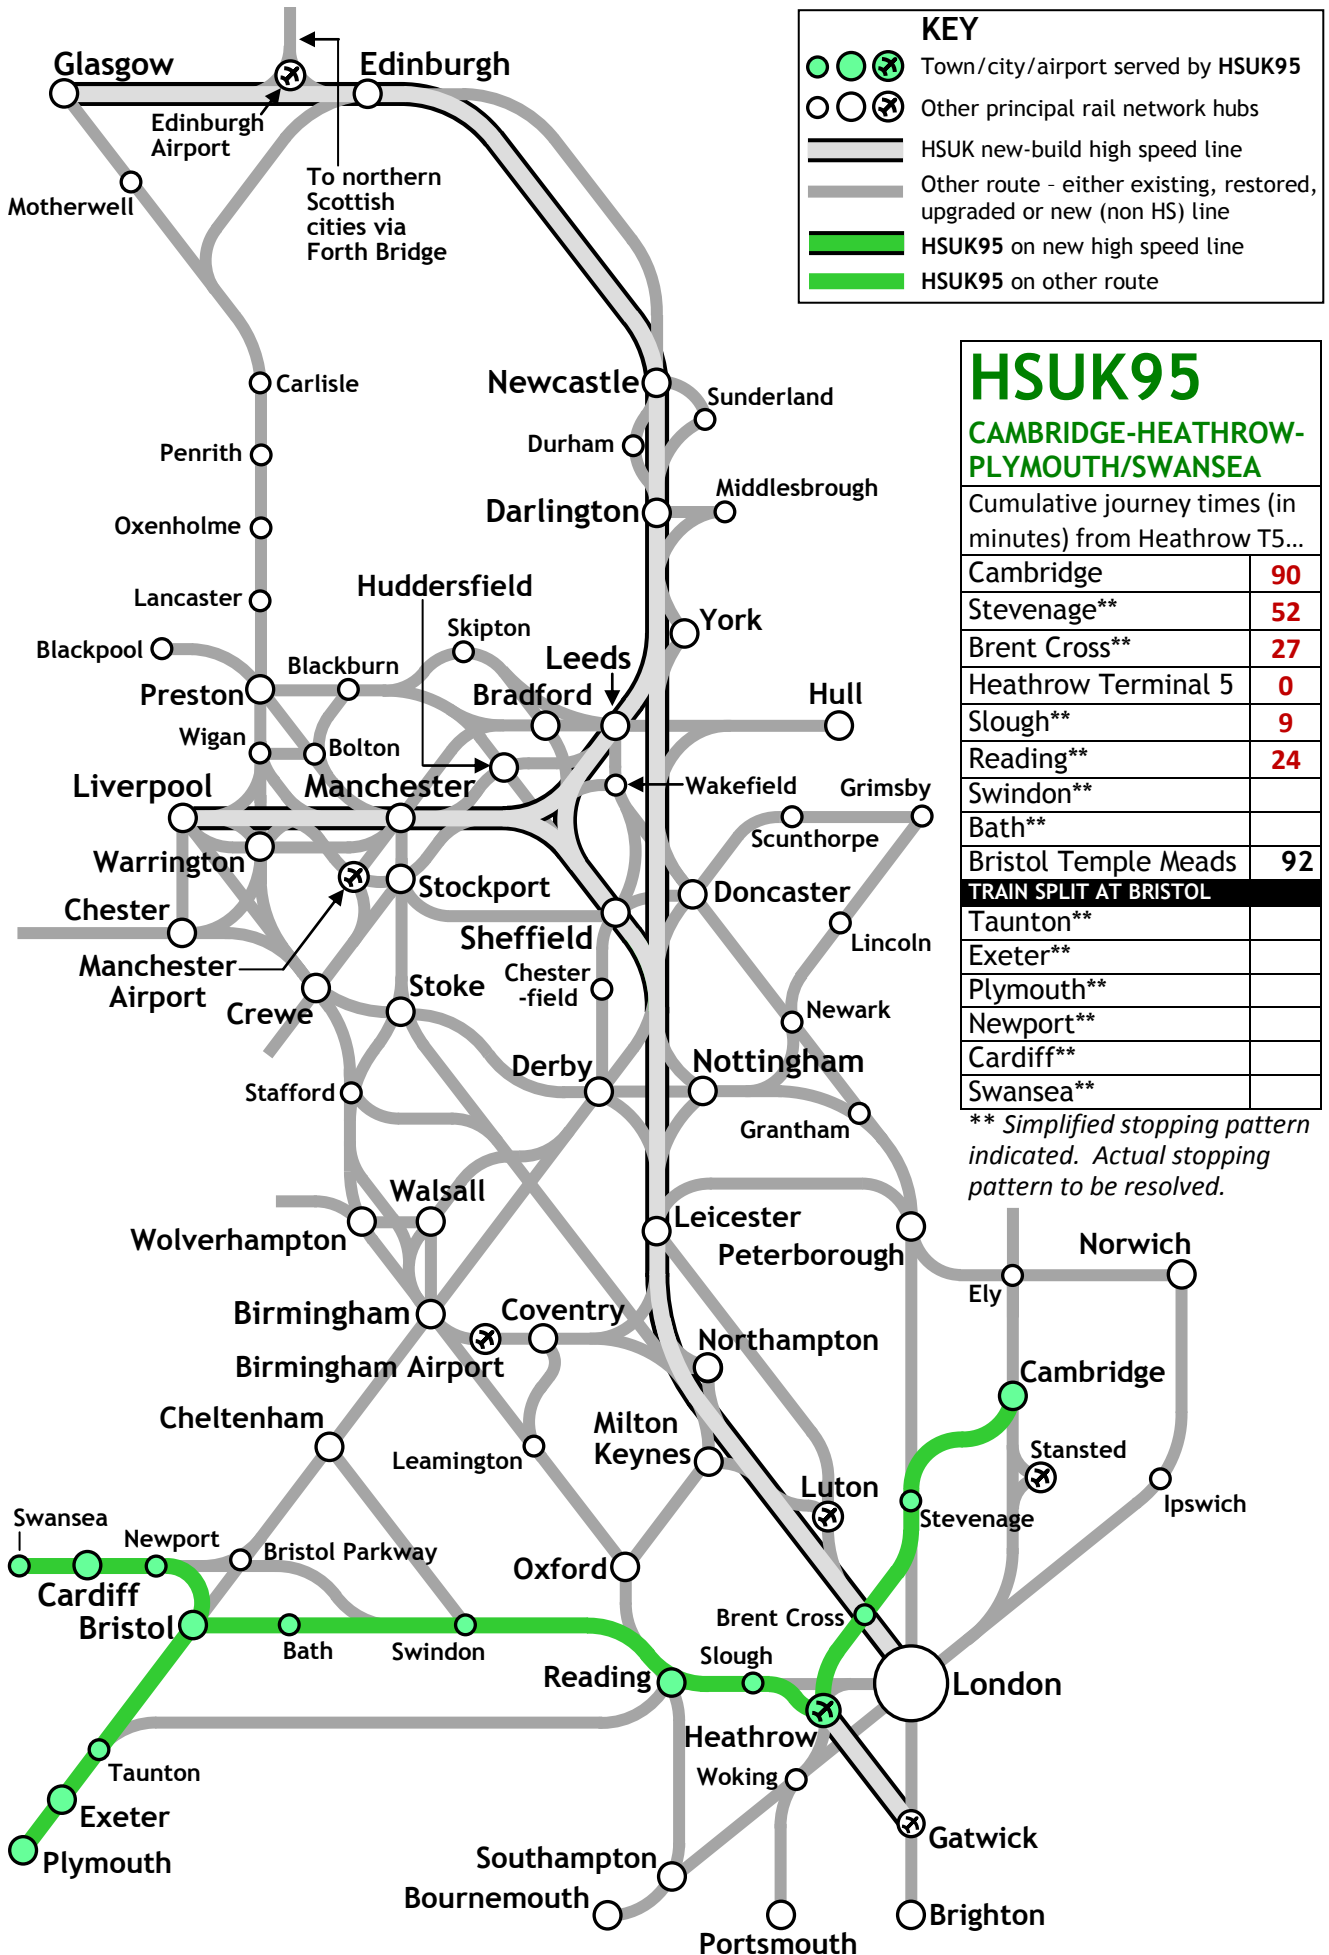 Glasgow
Edinburgh
Edinburgh
Airport
To northern
Scottish
cities via
Forth Bridge
Motherwell
KEY
Town/city/airport served by HSUK95
Other principal rail network hubs
HSUK new-build high speed line
Other route - either existing, restored,
upgraded or new (non HS) line
HSUK95 on new high speed line
HSUK95 on other route
HSUK95
CAMBRIDGE-HEATHROW-
PLYMOUTH/SWANSEA
Cumulative journey times (in
minutes) from Heathrow T5...
Cambridge 90
Stevenage** 52
Brent Cross** 27
Heathrow Terminal 5 0
Slough** 9
Reading** 24
Swindon**
Bath**
Bristol Temple Meads 92
TRAIN SPLIT AT BRISTOL
Taunton**
Exeter**
Plymouth**
Newport**
Cardiff**
Swansea**
** Simplified stopping pattern
indicated. Actual stopping
pattern to be resolved.
Carlisle
Newcastle
Sunderland
Durham
Penrith
Middlesbrough
Darlington
Oxenholme
Huddersfield
Lancaster
York
Skipton
Blackpool
Blackburn
Leeds
Preston
Bradford
Hull
Wigan
Bolton
Liverpool
Manchester
Wakefield
Grimsby
Scunthorpe
Warrington
Stockport
Doncaster
Chester
Sheffield
Lincoln
Manchester
Airport
Chester
-field
Stoke
Crewe
Newark
Derby
Nottingham
Stafford
Grantham
Walsall
Leicester
Wolverhampton
Peterborough
Norwich
Ely
Birmingham
Coventry
Birmingham Airport
Northampton
Cambridge
Cheltenham
Milton
Keynes
Leamington
Stansted
Luton
Ipswich
Stevenage
Swansea
Newport
Bristol Parkway
Oxford
Cardiff
Bristol
Brent Cross
Bath
Swindon
Slough
Reading
London
Heathrow
Woking
Taunton
Exeter
Plymouth
Gatwick
Southampton
Bournemouth
Portsmouth
Brighton